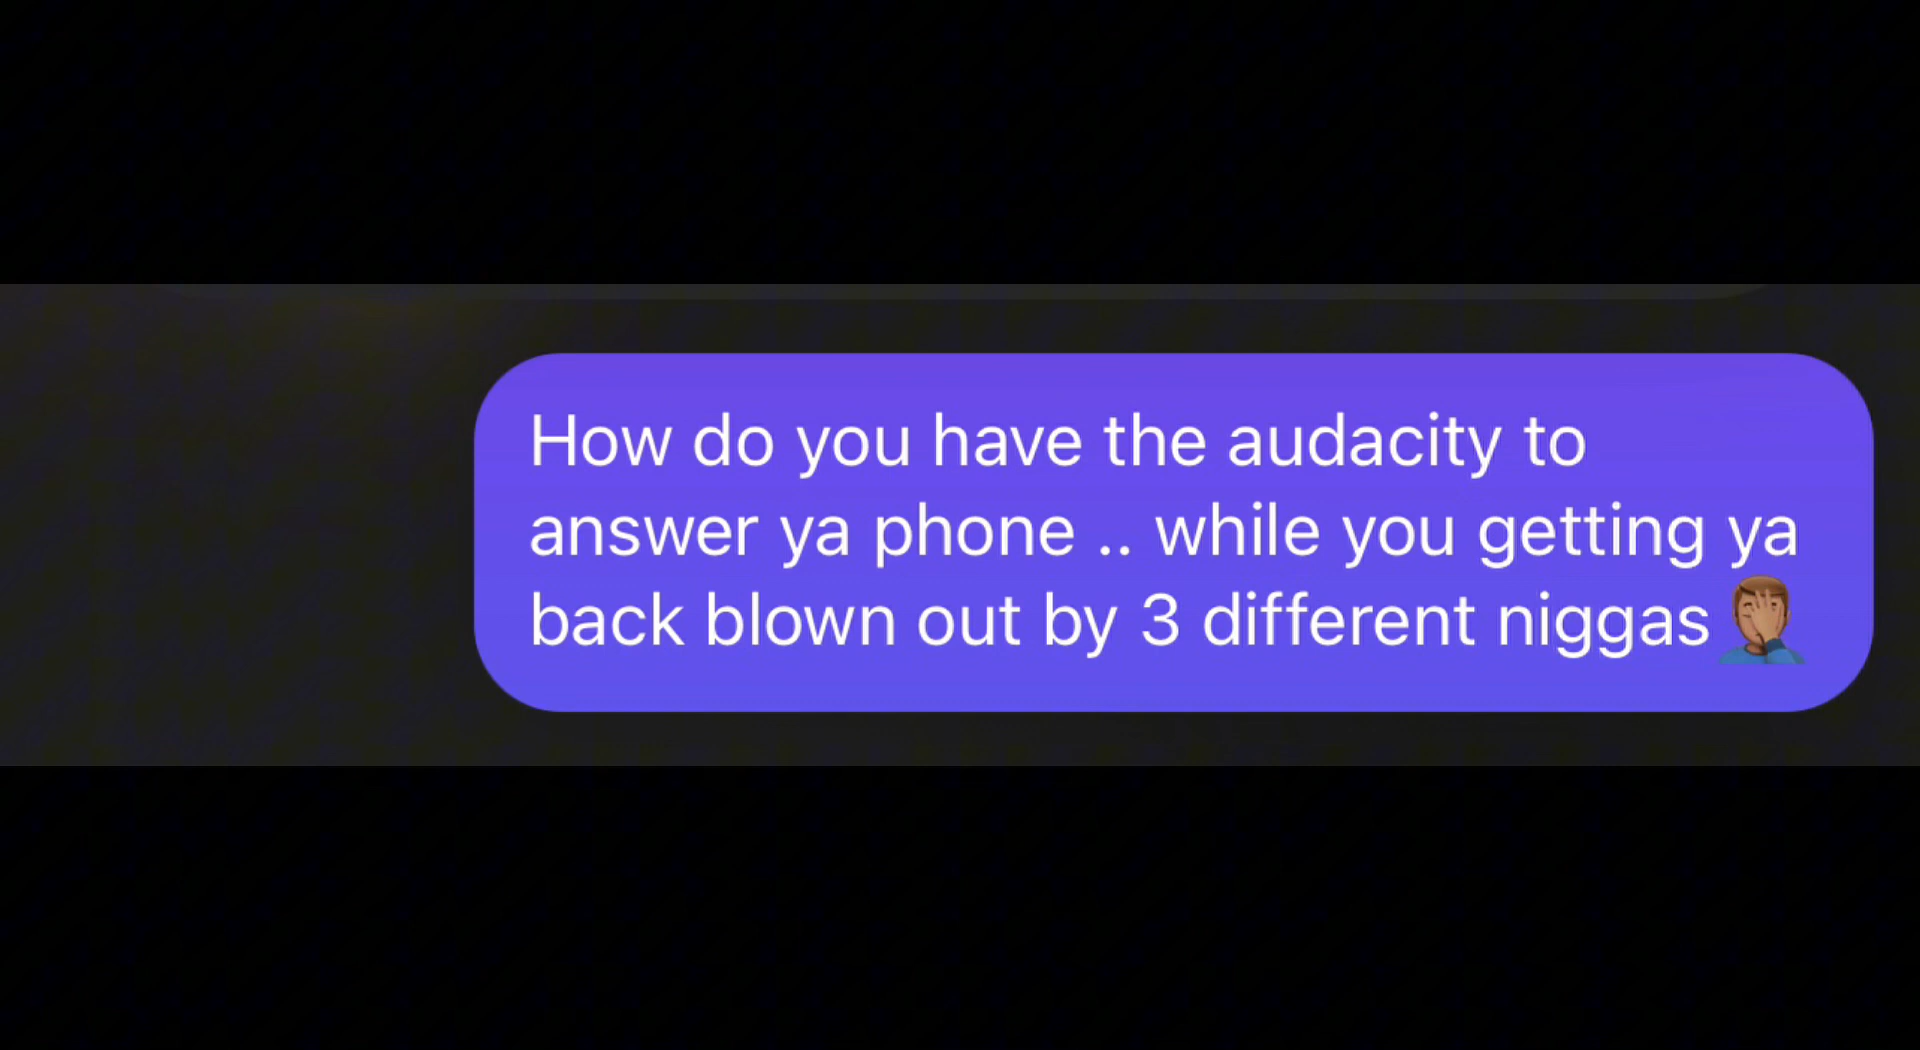 How do you have the audacity to
answer ya phone .. while you getting ya
back blown out by 3 different niggas🤦🏽‍♂️